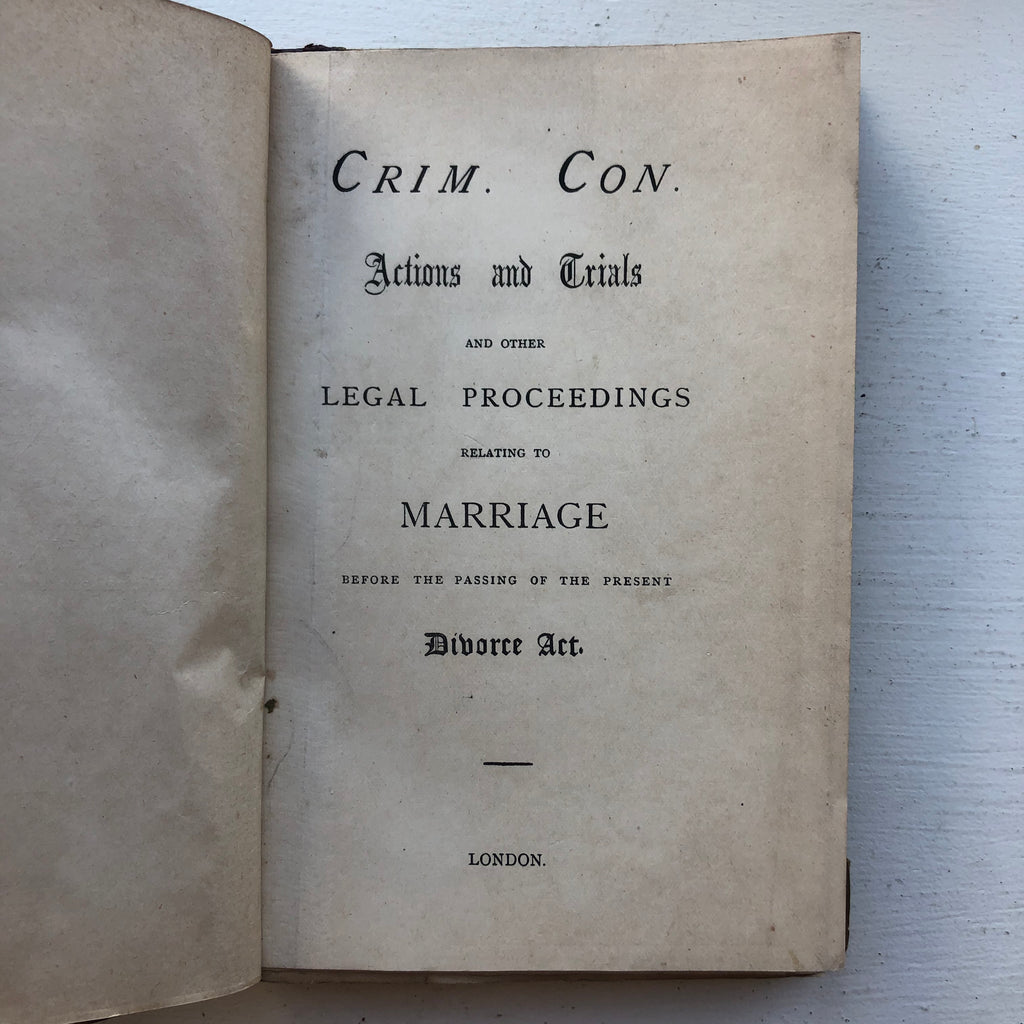 CRIM. CON.
Actions and Trials
AND OTHER
LEGAL PROCEEDINGS
RELATING TO
MARRIAGE
BEFORE THE PASSING OF THE PRESENT
Divorce Act.
LONDON.